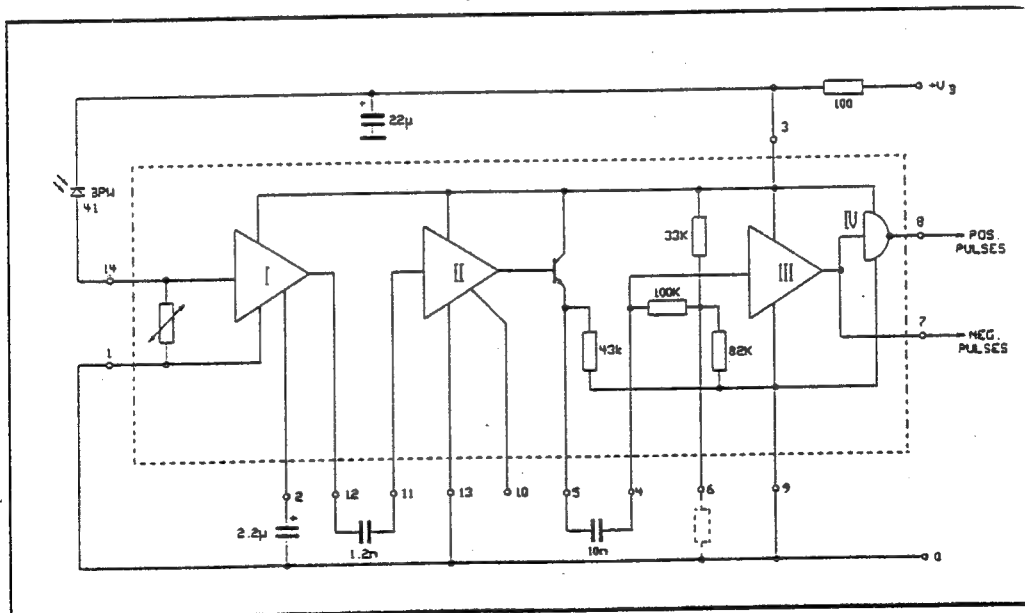 +V B
100
+
22µ
3
BPW
41
IV
8
33K
POS.
PULSES
14
I
II
III
100K
43k
82K
7
NEG.
PULSES
1
2
12
11
13
10
5
4
6
9
+
2.2µ
1.2n
10n
0